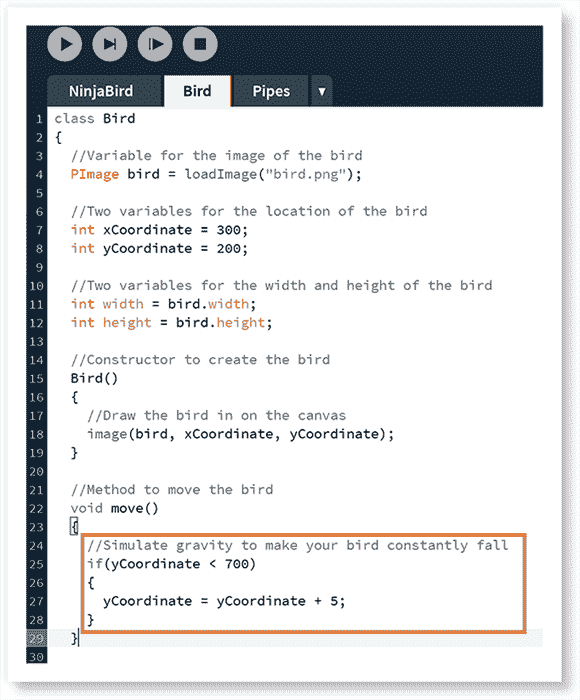 NinjaBird Bird Pipes ▼
1 class Bird
2 {
3   //Variable for the image of the bird
4   PImage bird = loadImage("bird.png");
5
6   //Two variables for the location of the bird
7   int xCoordinate = 300;
8   int yCoordinate = 200;
9
10   //Two variables for the width and height of the bird
11   int width = bird.width;
12   int height = bird.height;
13
14   //Constructor to create the bird
15   Bird()
16   {
17     //Draw the bird in on the canvas
18     image(bird, xCoordinate, yCoordinate);
19   }
20
21   //Method to move the bird
22   void move()
23   {
24     //Simulate gravity to make your bird constantly fall
25     if(yCoordinate < 700)
26     {
27       yCoordinate = yCoordinate + 5;
28     }
29   }
30